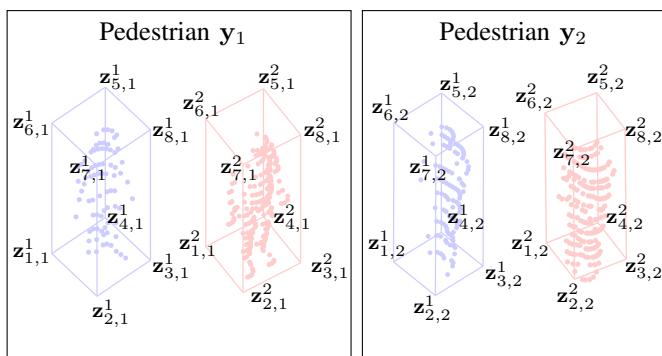 Pedestrian y₁
z¹₅,₁
z²₅,₁
z¹₆,₁
z²₆,₁
z¹₈,₁
z²₈,₁
z¹₇,₁
z²₇,₁
z¹₄,₁
z²₄,₁
z¹₁,₁
z²₁,₁
z¹₃,₁
z²₃,₁
z¹₂,₁
z²₂,₁
Pedestrian y₂
z¹₅,₂
z²₅,₂
z¹₆,₂
z²₆,₂
z¹₈,₂
z²₈,₂
z¹₇,₂
z²₇,₂
z¹₄,₂
z²₄,₂
z¹₁,₂
z²₁,₂
z¹₃,₂
z²₃,₂
z¹₂,₂
z²₂,₂